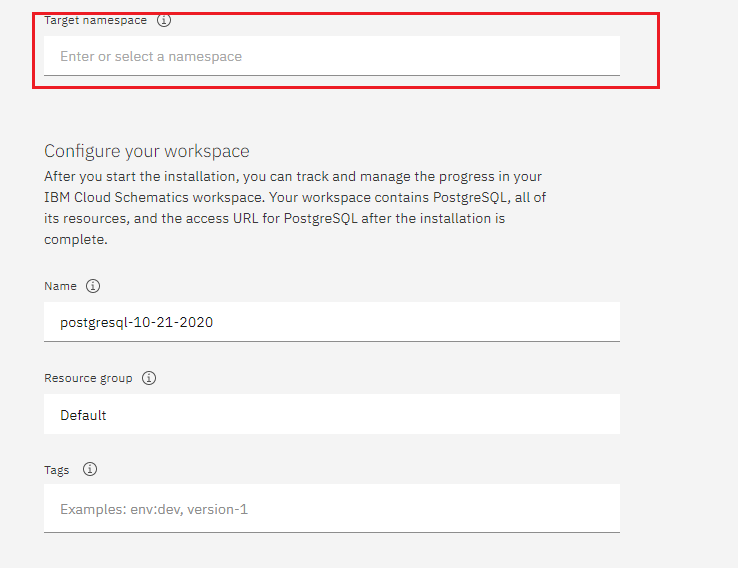 Target namespace
Enter or select a namespace
Configure your workspace
After you start the installation, you can track and manage the progress in your
IBM Cloud Schematics workspace. Your workspace contains PostgreSQL, all of
its resources, and the access URL for PostgreSQL after the installation is
complete.
Name
postgresql-10-21-2020
Resource group
Default
Tags
Examples: env:dev, version-1